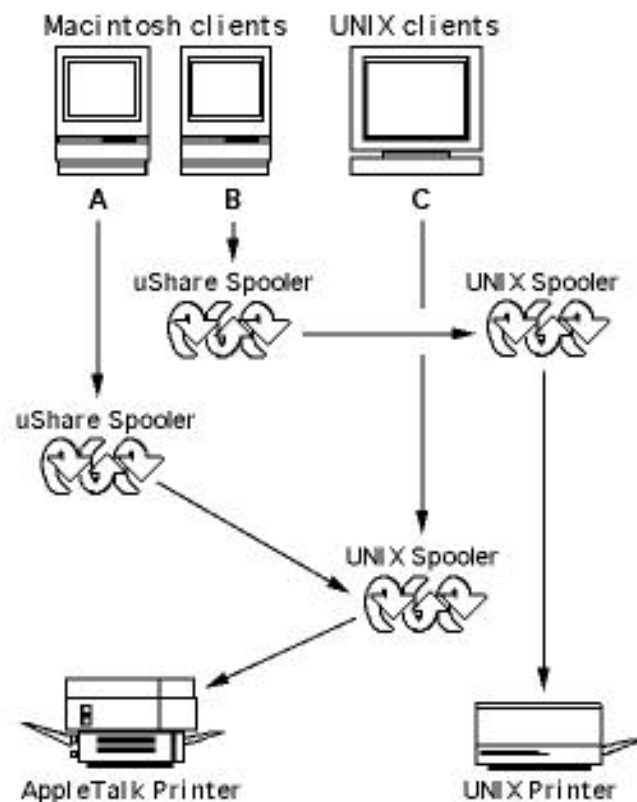 Macintosh clients
UNIX clients
A
B
C
uShare Spooler
UNIX Spooler
uShare Spooler
UNIX Spooler
AppleTalk Printer
UNIX Printer